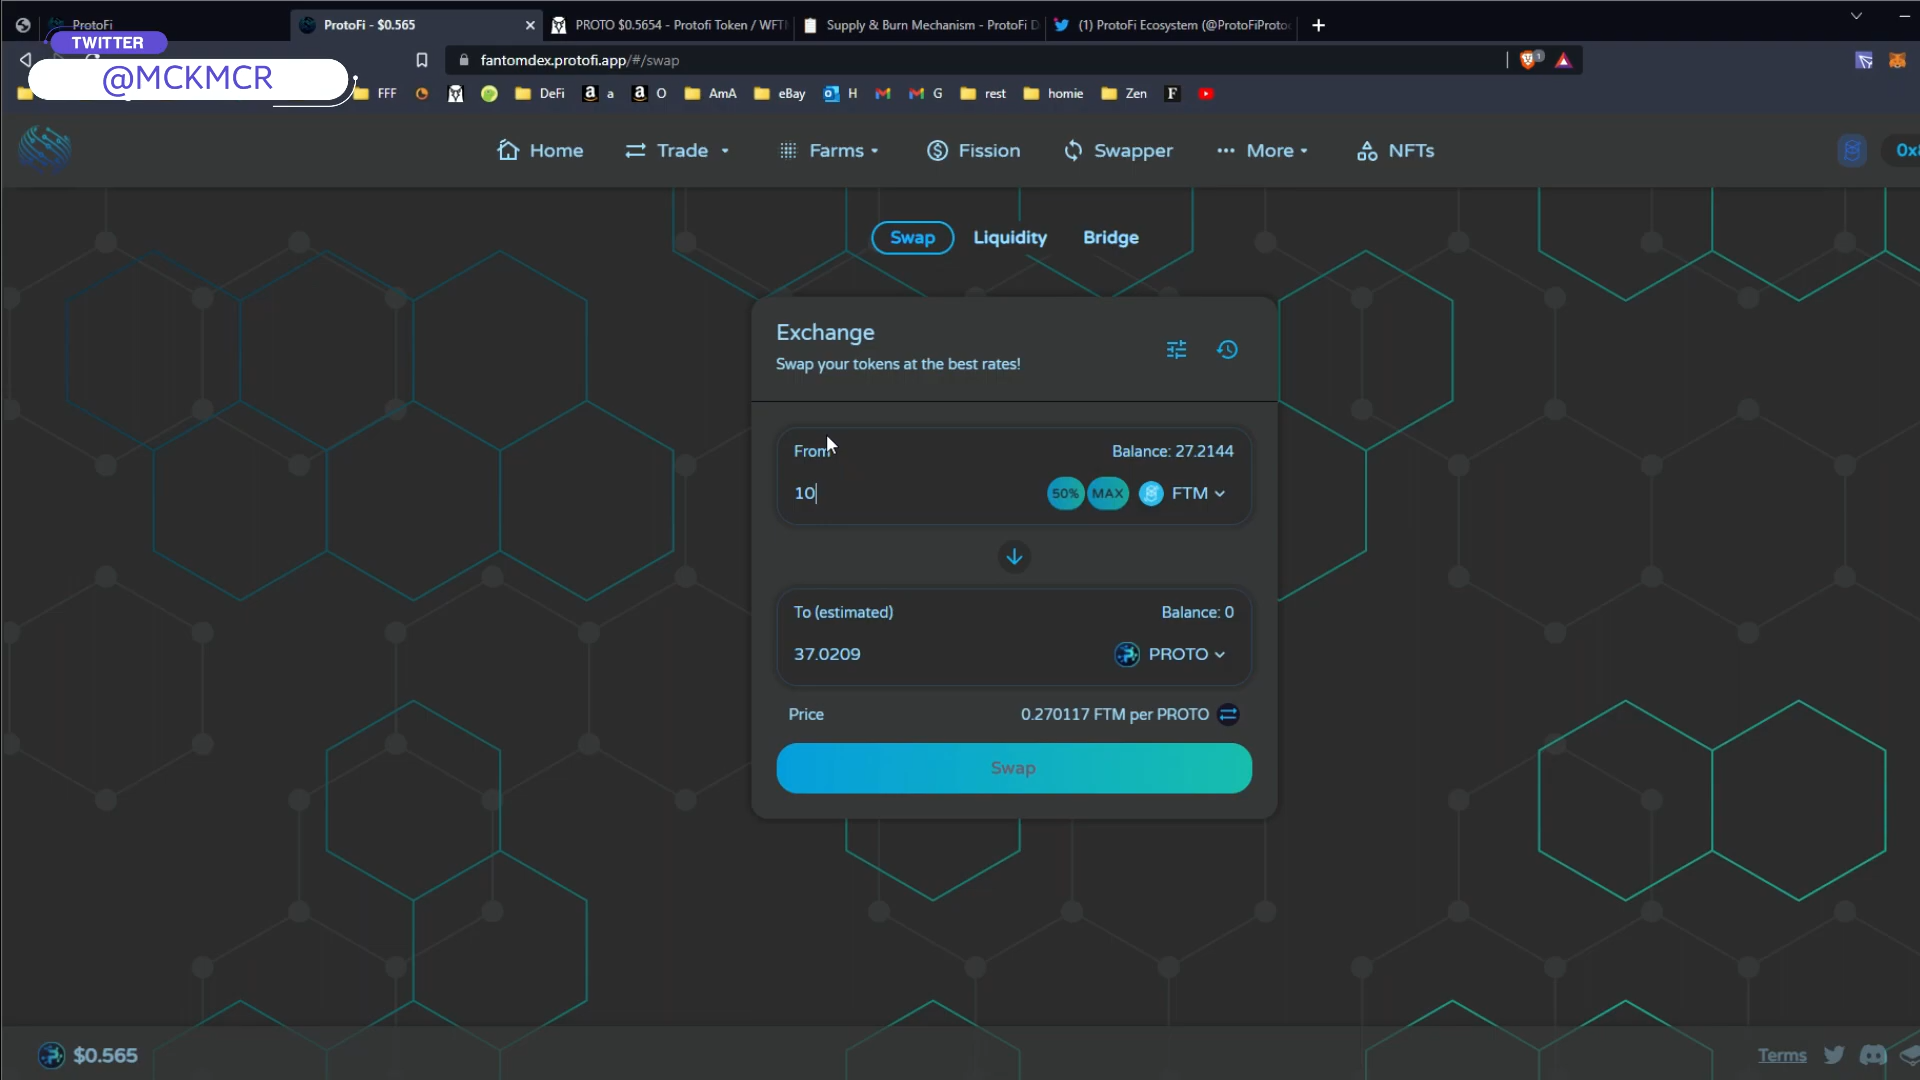 ProtoFi
ProtoFi - $0.565
PROTO $0.5654 - Protofi Token / WFTM
Supply & Burn Mechanism - ProtoFi D
(1) ProtoFi Ecosystem (@ProtoFiProto
TWITTER
@MCKMCR
fantomdex.protofi.app/#/swap
1
FFF
DeFi
a
O
AmA
eBay
H
G
rest
homie
Zen
F
Home
Trade
Farms
Fission
Swapper
More
NFTs
0x
Swap
Liquidity
Bridge
Exchange
Swap your tokens at the best rates!
From
Balance: 27.2144
10
50%
MAX
FTM
To (estimated)
Balance: 0
37.0209
PROTO
Price
0.270117 FTM per PROTO
Swap
$0.565
Terms